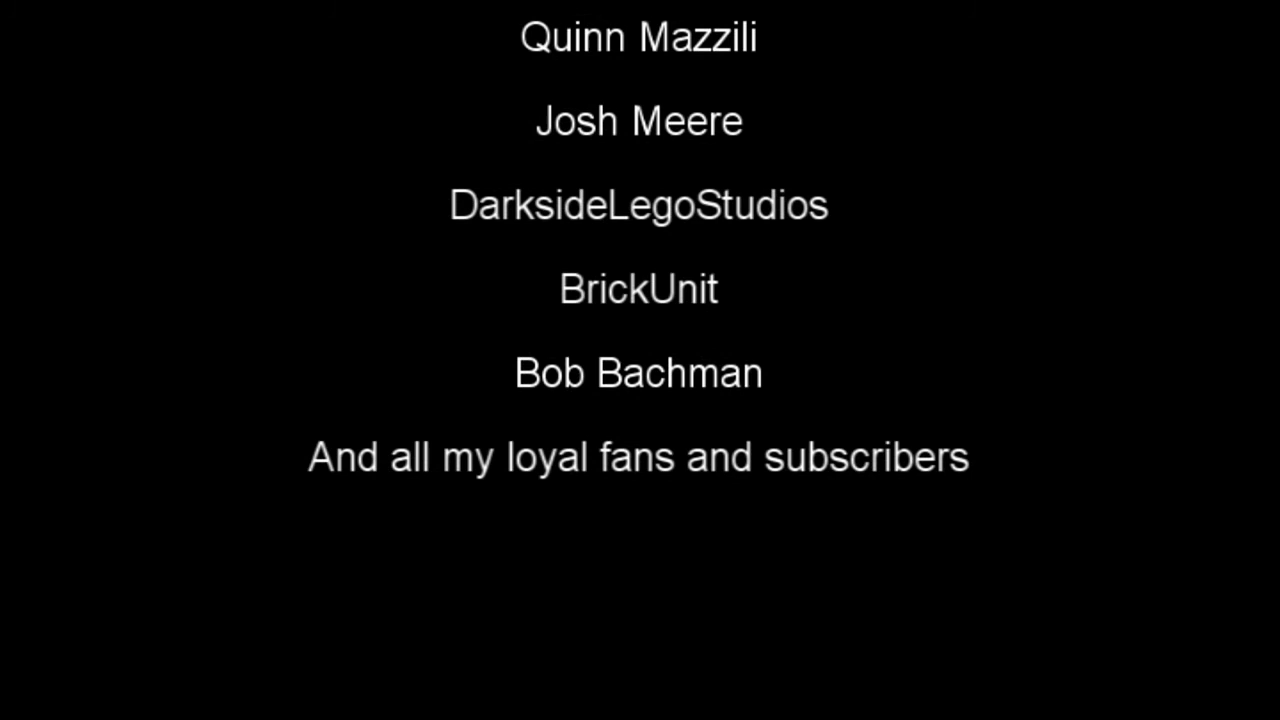 Quinn Mazzili
Josh Meere
DarksideLegoStudios
BrickUnit
Bob Bachman
And all my loyal fans and subscribers